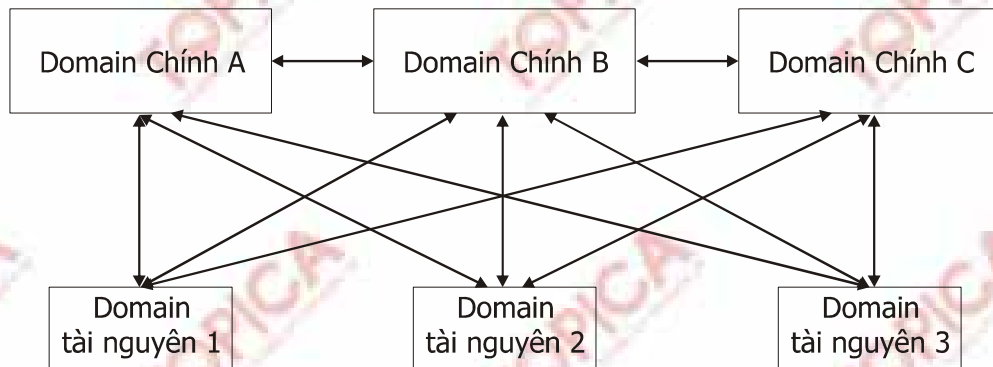 Domain Chính A
Domain Chính B
Domain Chính C
Domain
tài nguyên 1
Domain
tài nguyên 2
Domain
tài nguyên 3